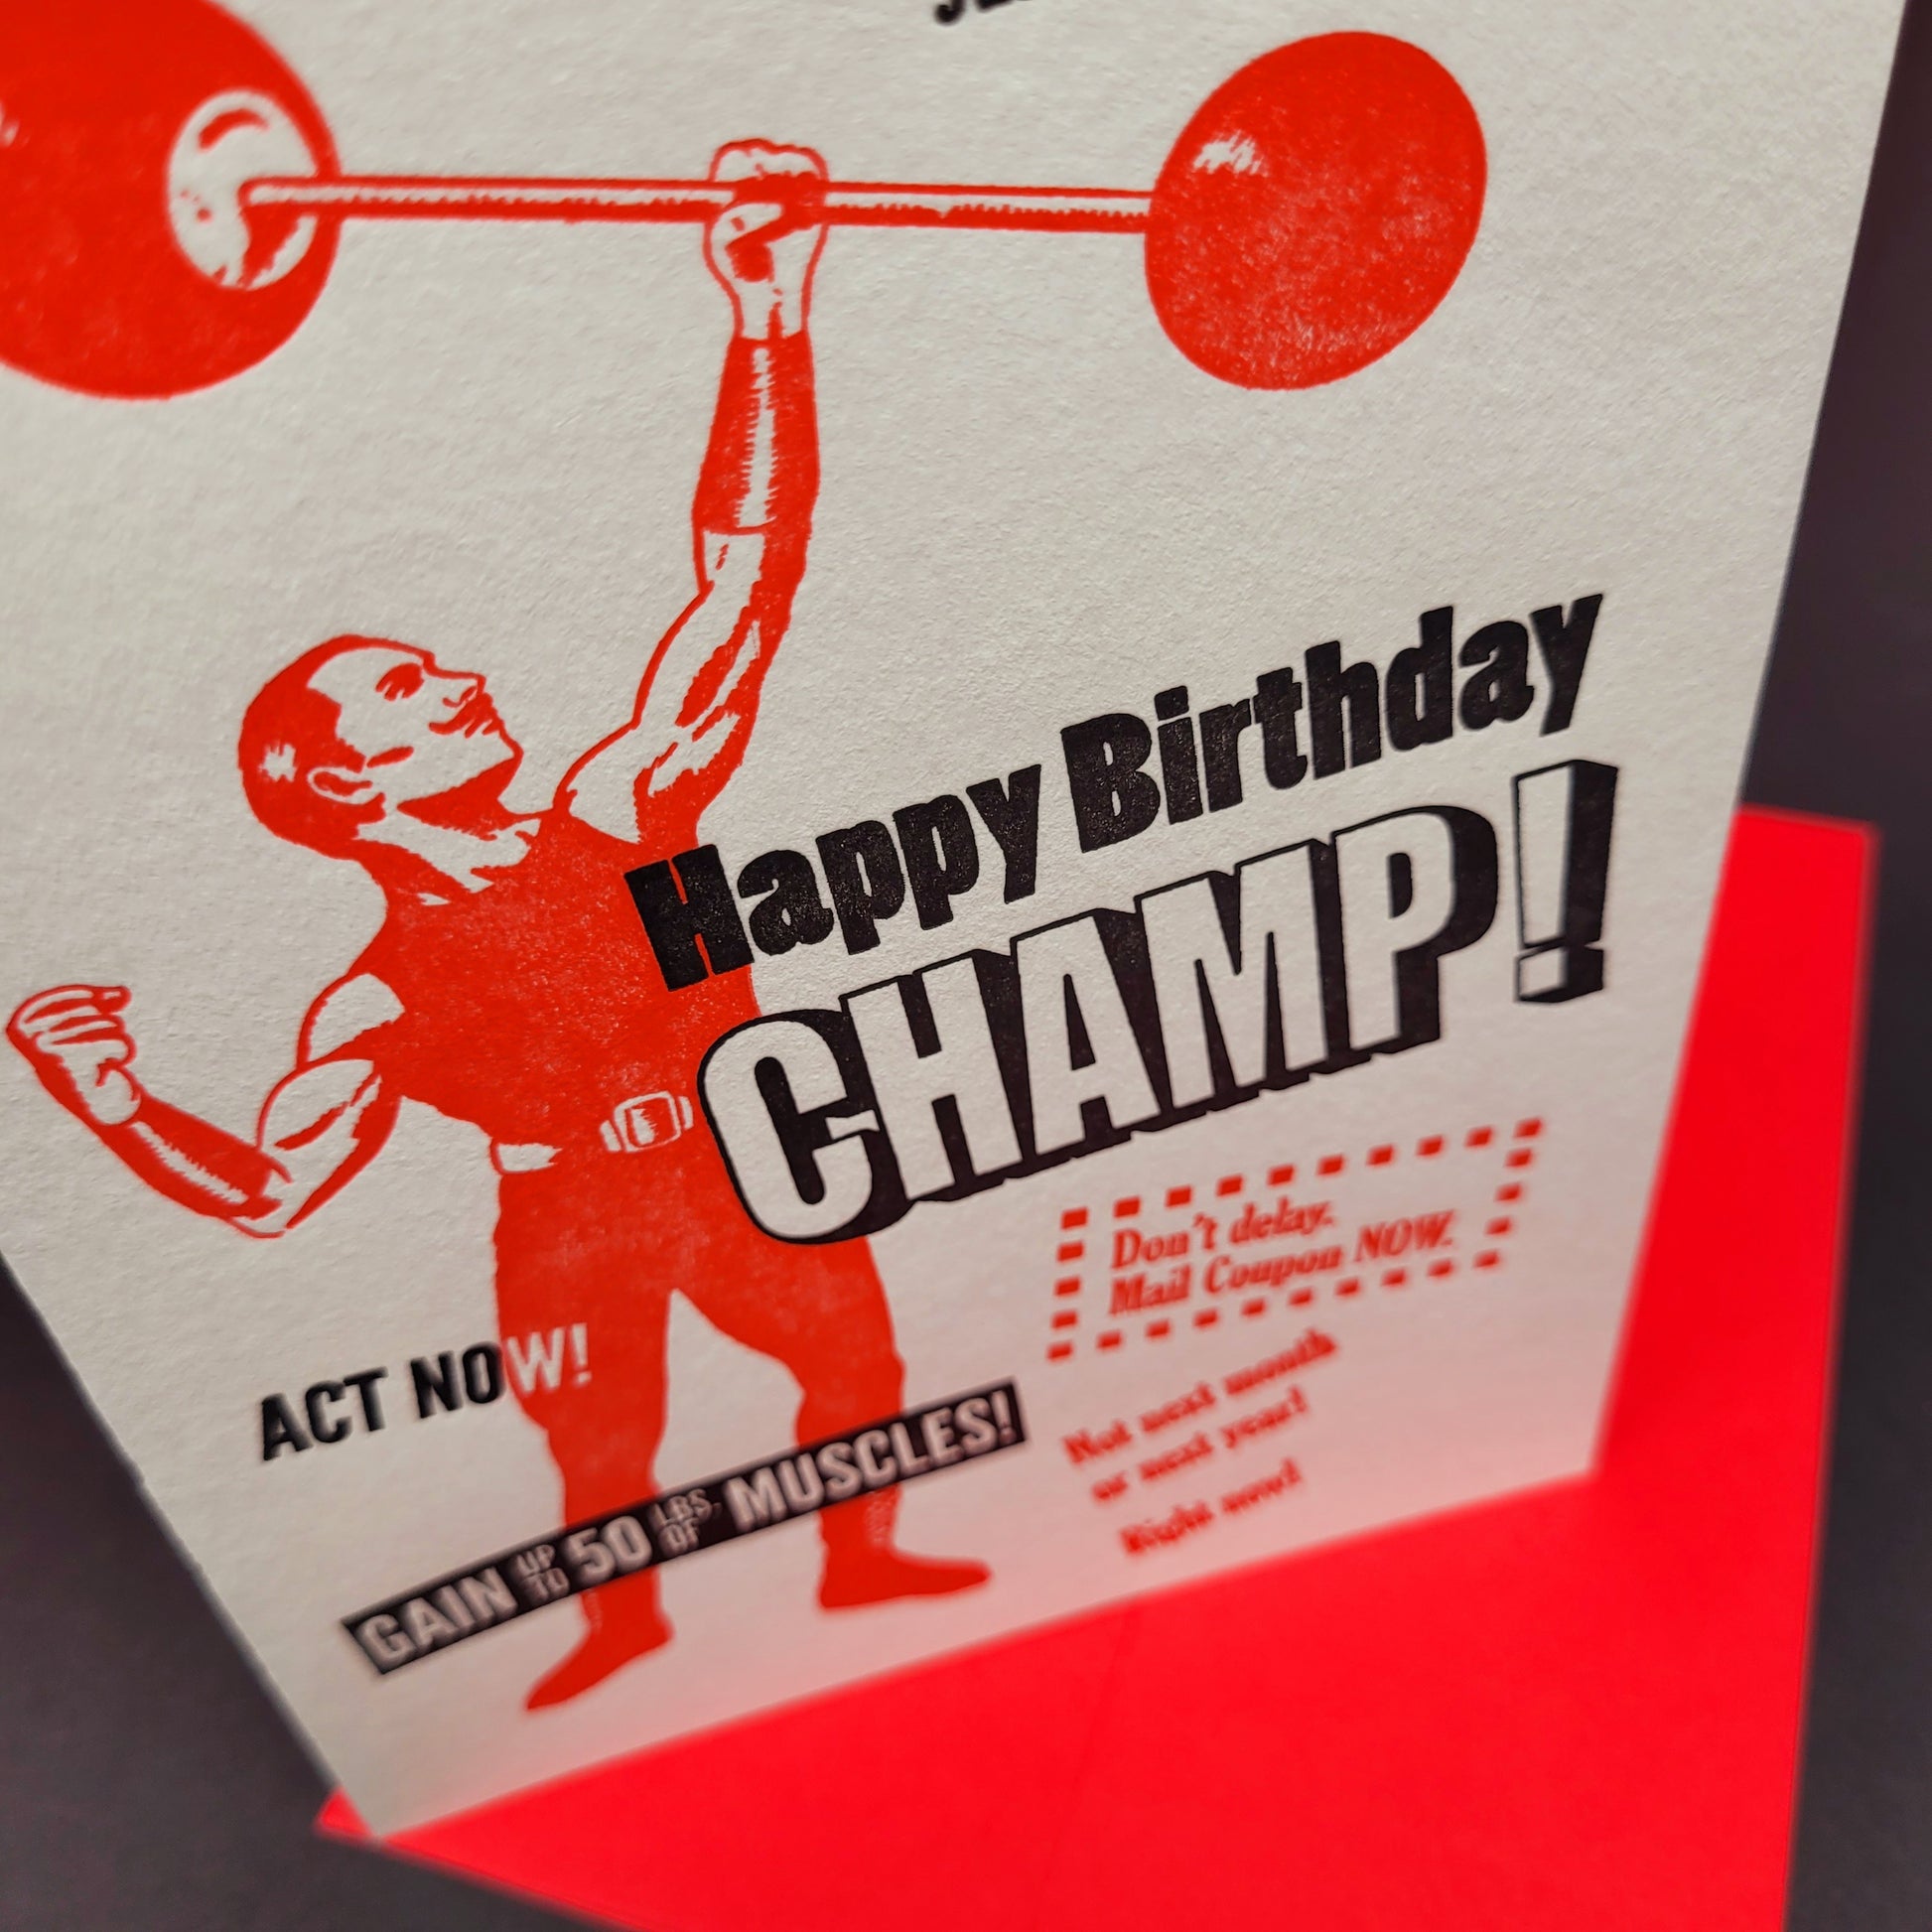 Happy Birthday
CHAMP!
Don't delay.
Mail Coupon NOW.
ACT NOW!
GAIN UP TO 50 LBS. OF MUSCLES!
Not next month
or next year!
Right now!